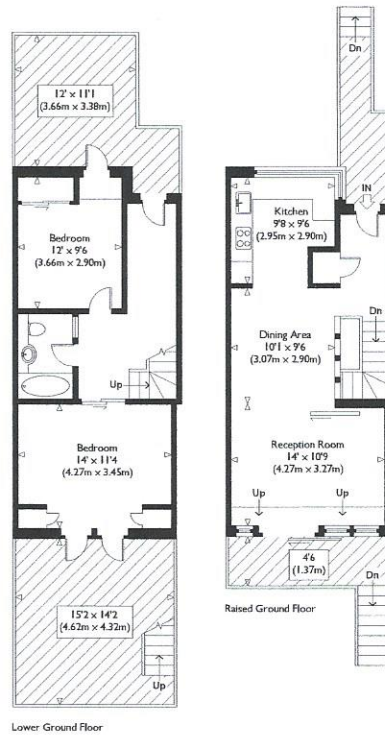 12' x 11'1
(3.66m x 3.38m)
Bedroom
12' x 9'6
(3.66m x 2.90m)
Up
Bedroom
14' x 11'4
(4.27m x 3.45m)
15'2 x 14'2
(4.62m x 4.32m)
Up
Lower Ground Floor
Dn
IN
Kitchen
9'8 x 9'6
(2.95m x 2.90m)
Dn
Dining Area
10'1 x 9'6
(3.07m x 2.90m)
Reception Room
14' x 10'9
(4.27m x 3.27m)
Up
Up
4'6
(1.37m)
Dn
Raised Ground Floor